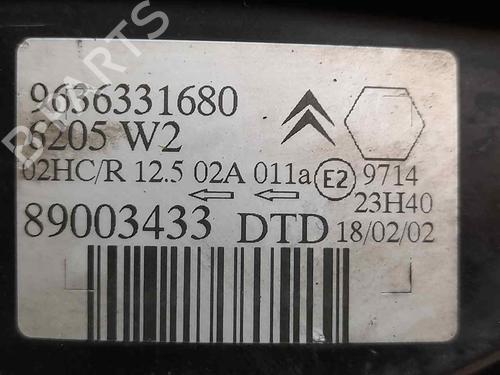 B-PARTS
9636331680
6205 W2
02HC/R 12.5 02A 011a E2 9714
23H40
89003433 DTD 18/02/02